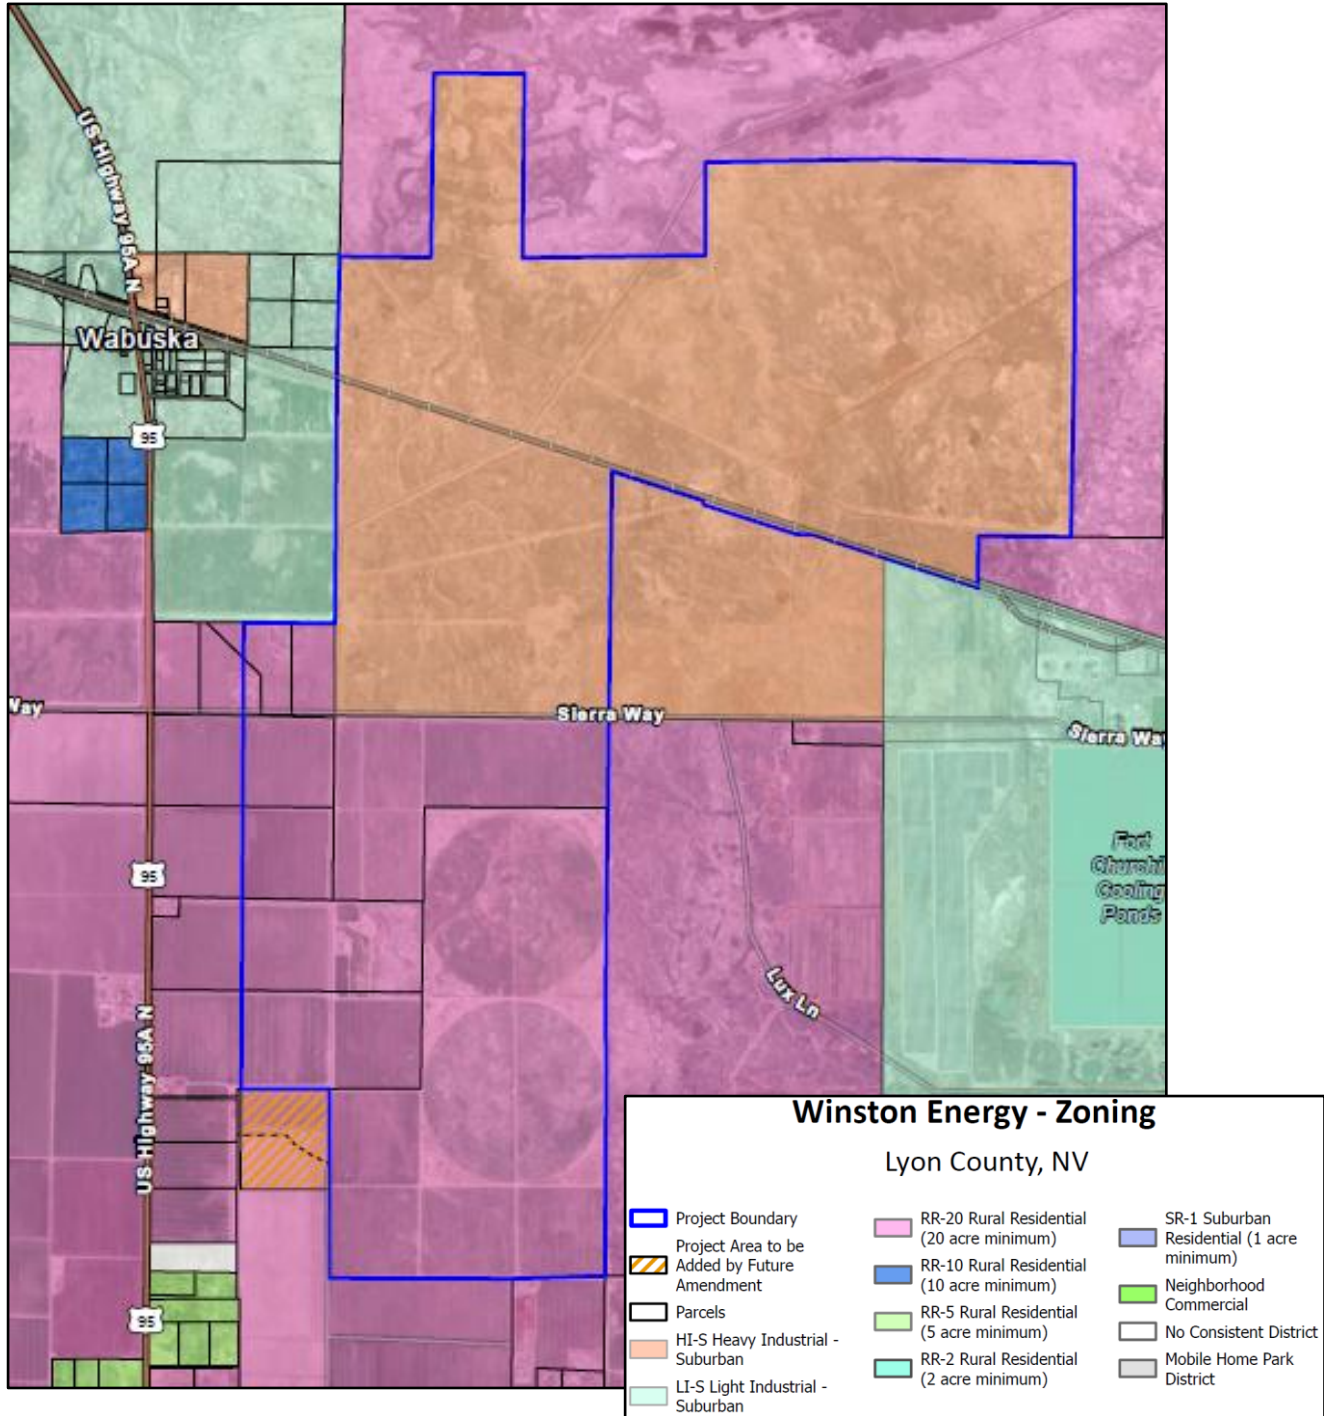 US Highway 95A N
Wabuska
95
Way
Sierra Way
Sierra Wa
95
Fort
Churchi
Cooling
Ponds
Lux Ln
US Highway 95A N
95
Winston Energy - Zoning
Lyon County, NV
Project Boundary
Project Area to be
Added by Future
Amendment
Parcels
HI-S Heavy Industrial -
Suburban
LI-S Light Industrial -
Suburban
RR-20 Rural Residential
(20 acre minimum)
RR-10 Rural Residential
(10 acre minimum)
RR-5 Rural Residential
(5 acre minimum)
RR-2 Rural Residential
(2 acre minimum)
SR-1 Suburban
Residential (1 acre
minimum)
Neighborhood
Commercial
No Consistent District
Mobile Home Park
District